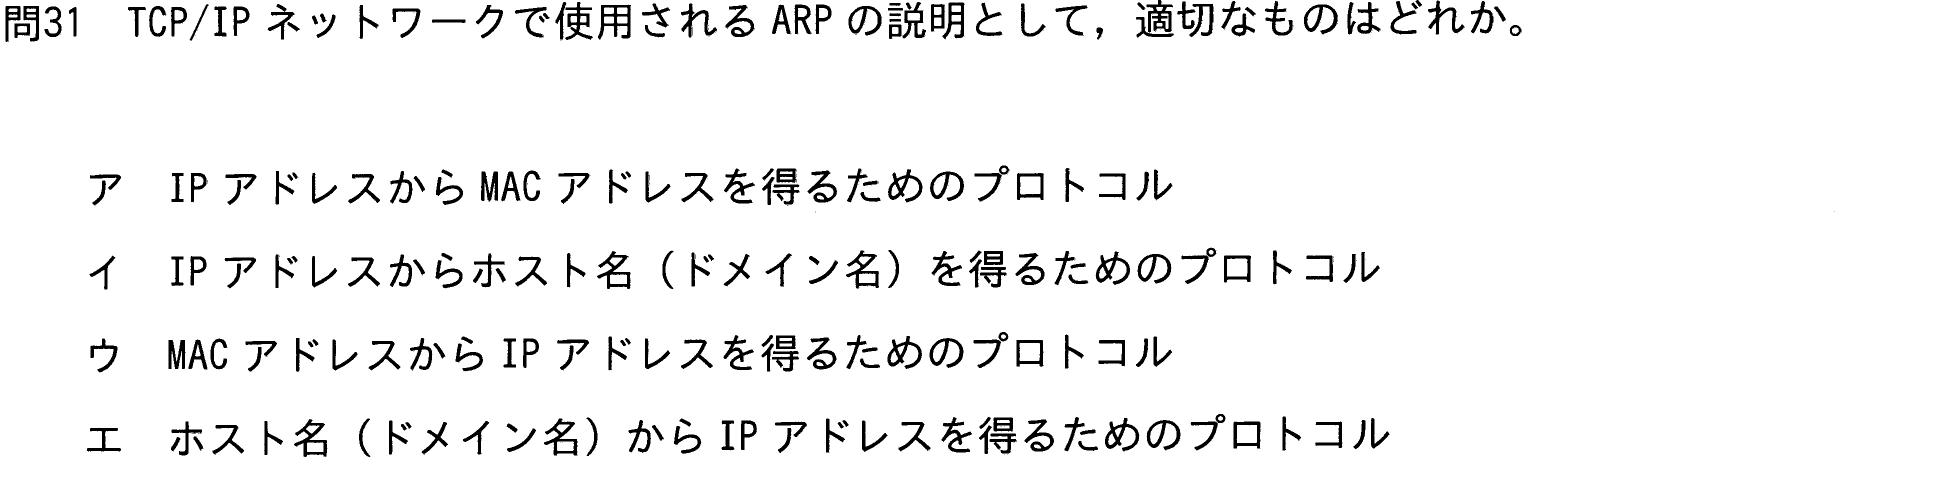 問31 TCP/IP ネットワークで使用される ARP の説明として，適切なものはどれか。
ア IP アドレスから MAC アドレスを得るためのプロトコル
イ IP アドレスからホスト名（ドメイン名）を得るためのプロトコル
ウ MAC アドレスから IP アドレスを得るためのプロトコル
エ ホスト名（ドメイン名）から IP アドレスを得るためのプロトコル